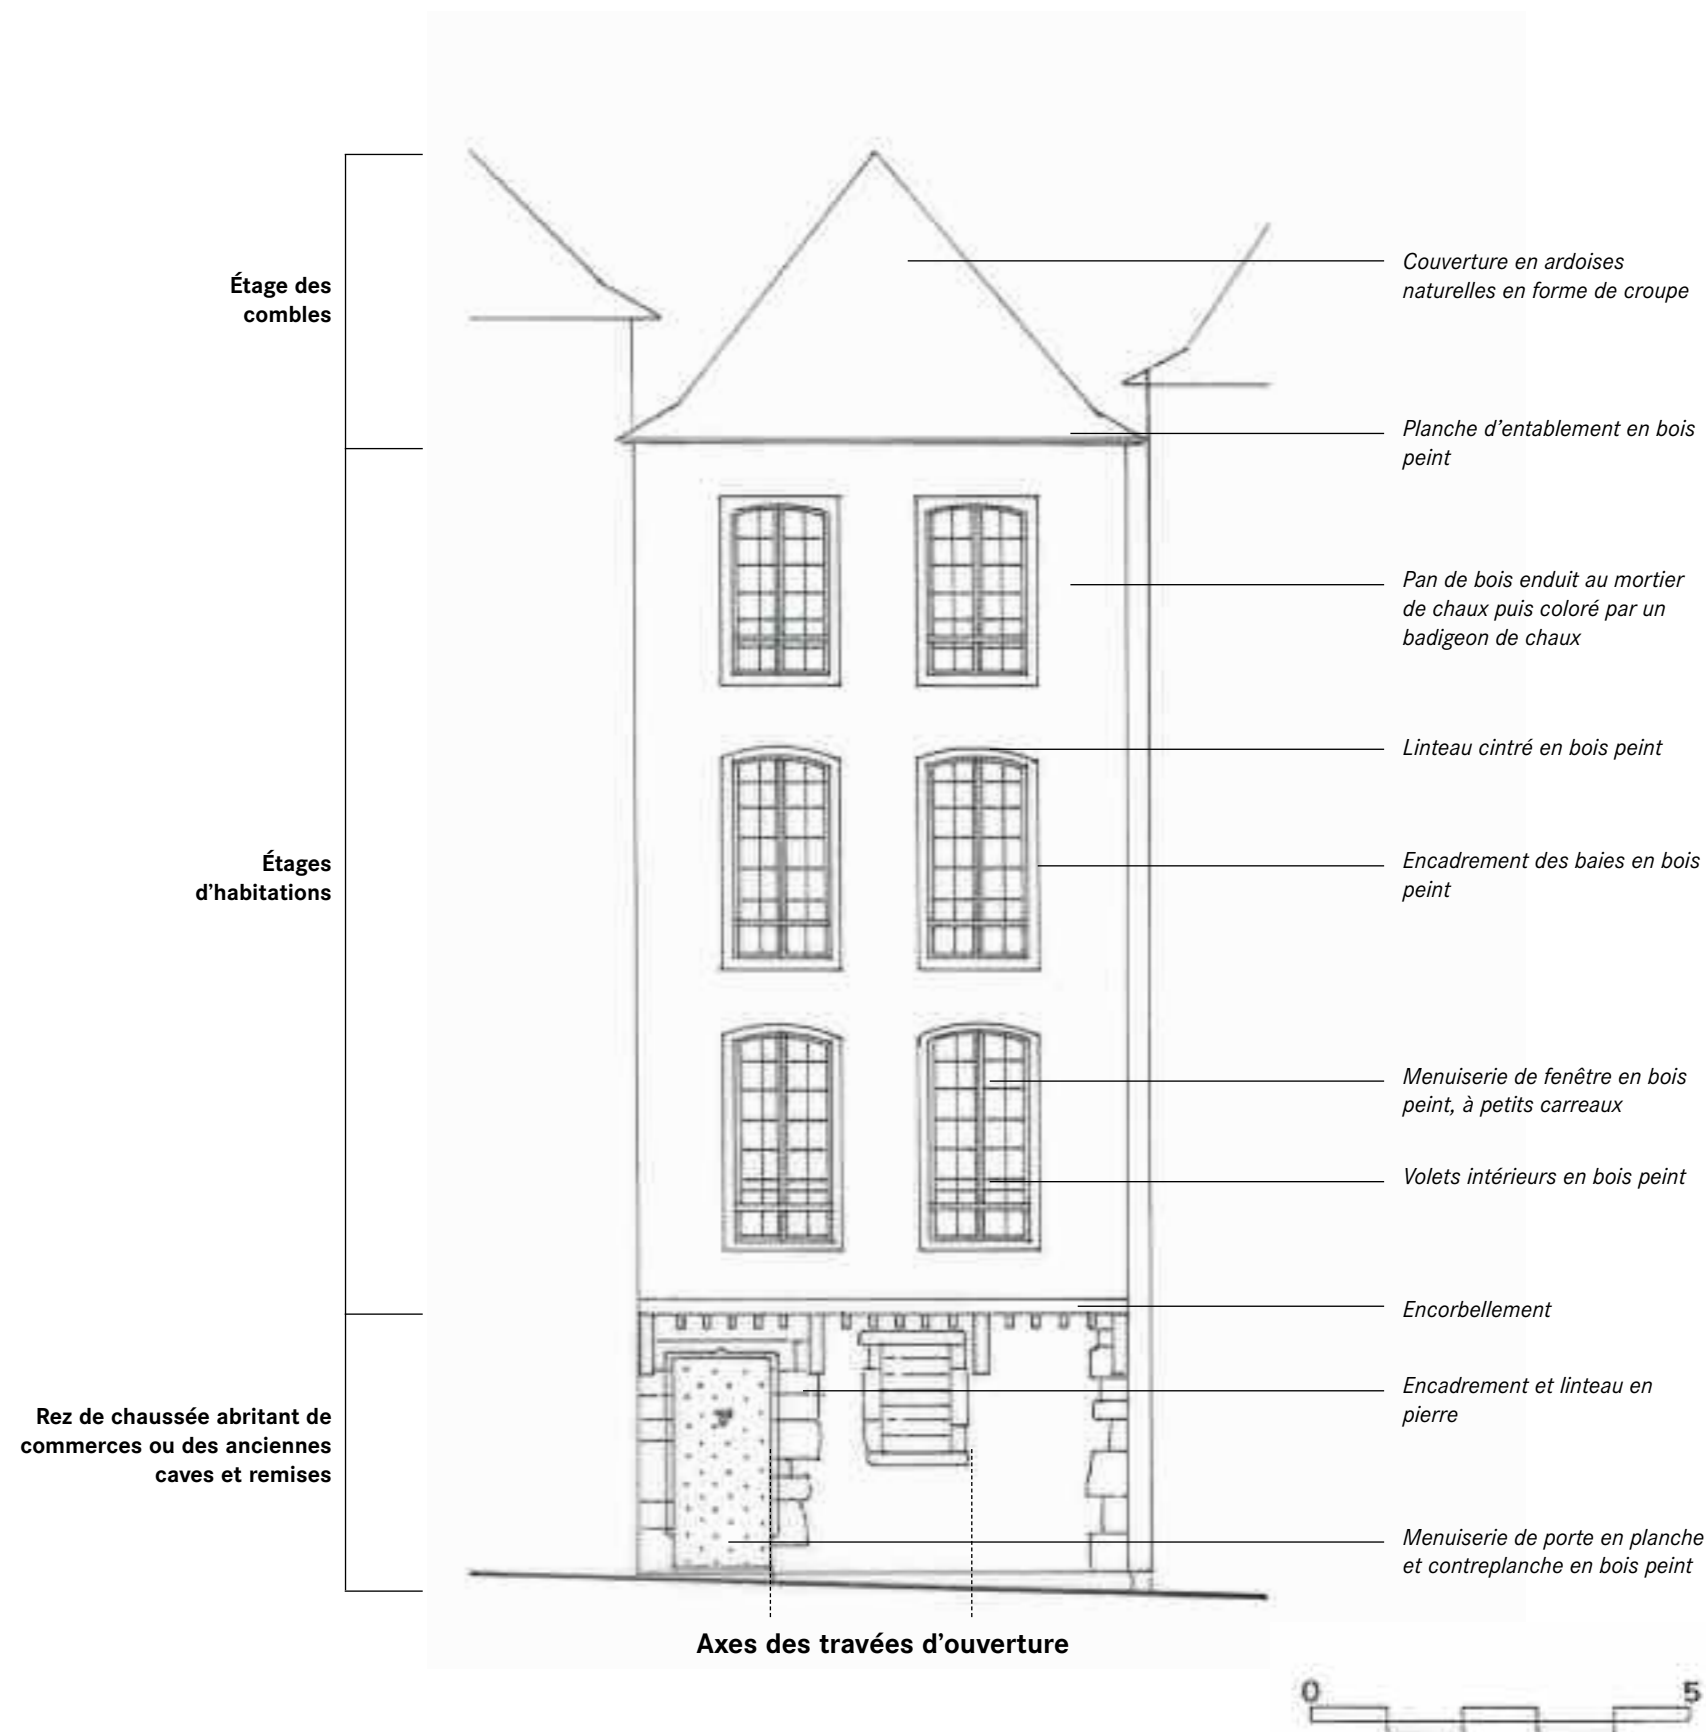 Étage des
combles
Étages
d'habitations
Rez de chaussée abritant de
commerces ou des anciennes
caves et remises
Couverture en ardoises
naturelles en forme de croupe
Planche d'entablement en bois
peint
Pan de bois enduit au mortier
de chaux puis coloré par un
badigeon de chaux
Linteau cintré en bois peint
Encadrement des baies en bois
peint
Menuiserie de fenêtre en bois
peint, à petits carreaux
Volets intérieurs en bois peint
Encorbellement
Encadrement et linteau en
pierre
Menuiserie de porte en planche
et contreplanche en bois peint
Axes des travées d'ouverture
0 5